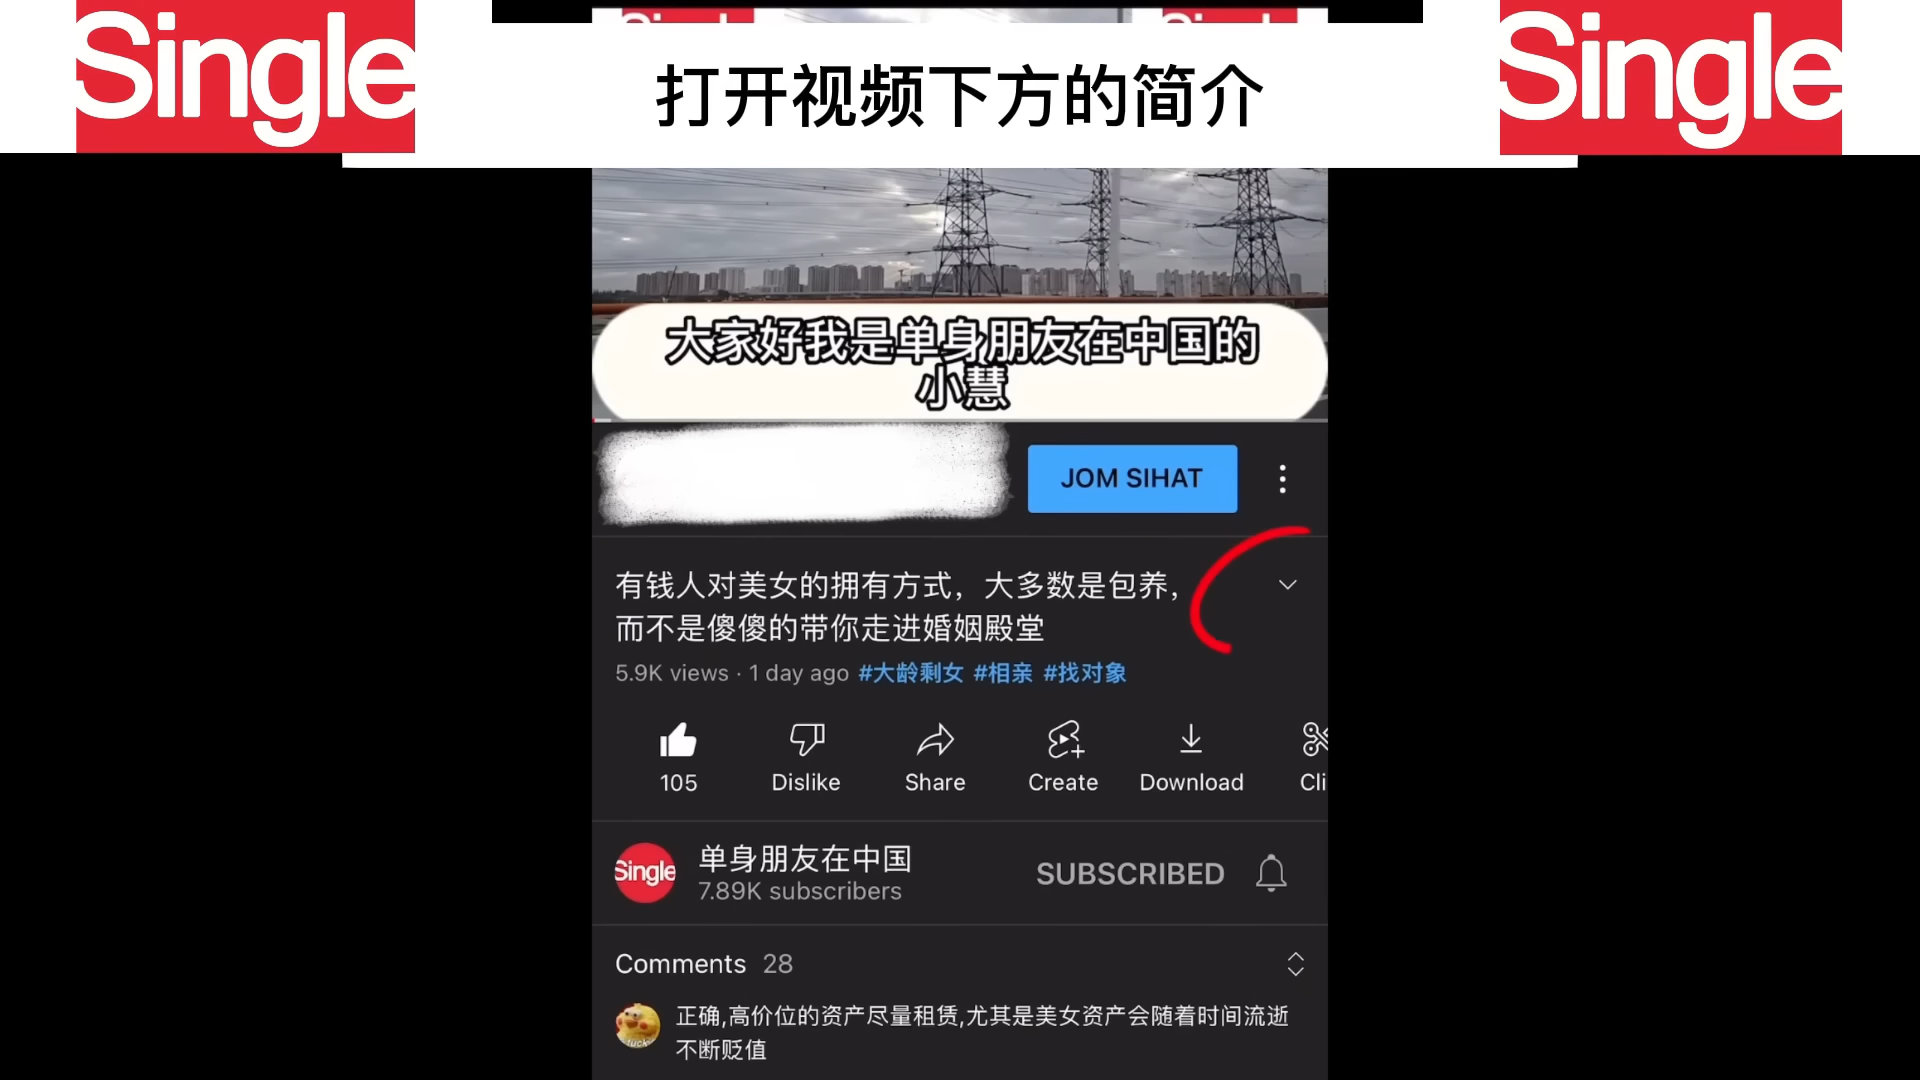 Single
打开视频下方的简介
Single
大家好我是单身朋友在中国的
小慧
JOM SIHAT
有钱人对美女的拥有方式，大多数是包养，
而不是傻傻的带你走进婚姻殿堂
5.9K views · 1 day ago #大龄剩女 #相亲 #找对象
105
Dislike
Share
Create
Download
Cli
Single
单身朋友在中国
7.89K subscribers
SUBSCRIBED
Comments 28
正确,高价位的资产尽量租赁,尤其是美女资产会随着时间流逝
不断贬值